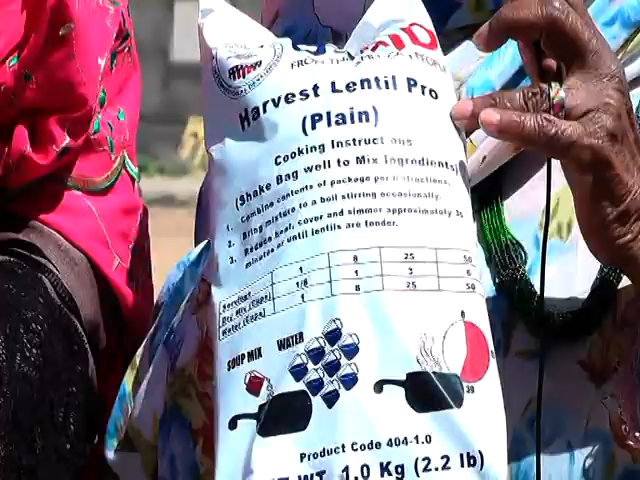 FROM THE
Harvest Lentil Pro
(Plain)
Cooking Instructions
(Shake Bag well to Mix Ingredients)
1. Combine contents of package per instructions.
2. Bring mixture to a boil stirring occasionally.
3. Reduce heat, cover and simmer approximately
minutes or until lentils are tender.
Servings 1 8 25 50
Dry Mix (Cups) 1/8 1 3 6
Water (Cups) 1 8 25 50
SOUP MIX WATER
Product Code 404-1.0
WT. 1.0 Kg (2.2 lb)